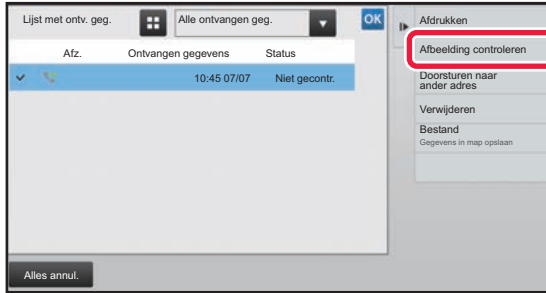 Lijst met ontv. geg.
Alle ontvangen geg.
OK
Afz.
Ontvangen gegevens
Status
10:45 07/07
Niet gecontr.
Alles annul.
Afdrukken
Afbeelding controleren
Doorsturen naar
ander adres
Verwijderen
Bestand
Gegevens in map opslaan